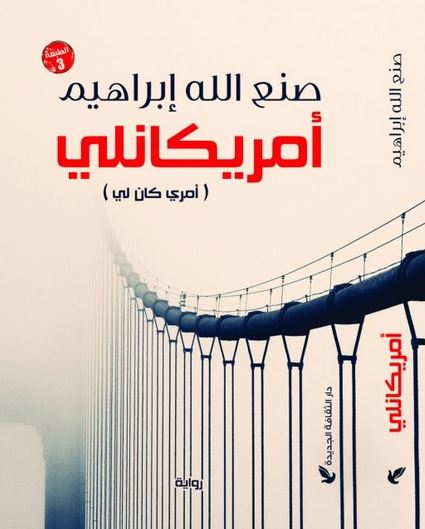 الطبعة
3
صنع الله إبراهيم
أمريكانلي
( أمري كان لي )
رواية
صنع الله إبراهيم
أمريكانلي
دار الثقافة الجديدة